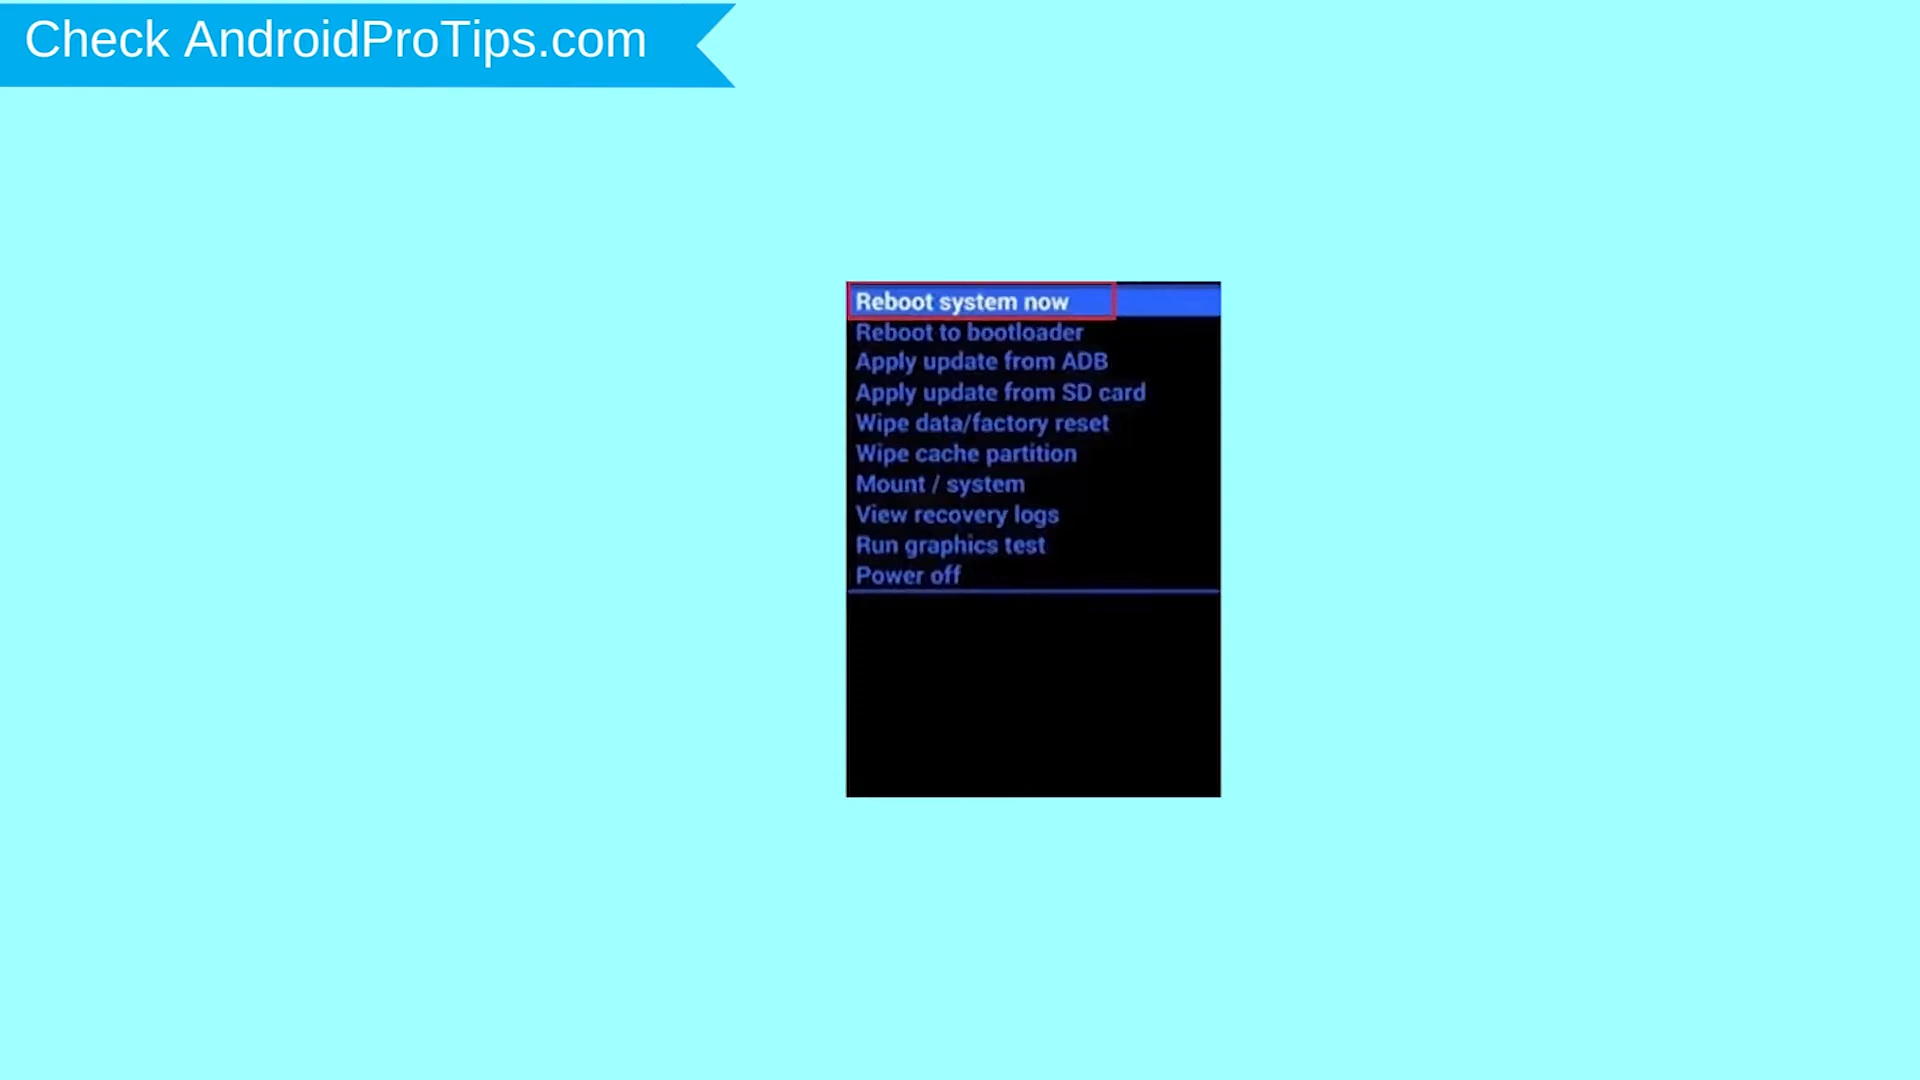 Check AndroidProTips.com
Reboot system now
Reboot to bootloader
Apply update from ADB
Apply update from SD card
Wipe data/factory reset
Wipe cache partition
Mount / system
View recovery logs
Run graphics test
Power off